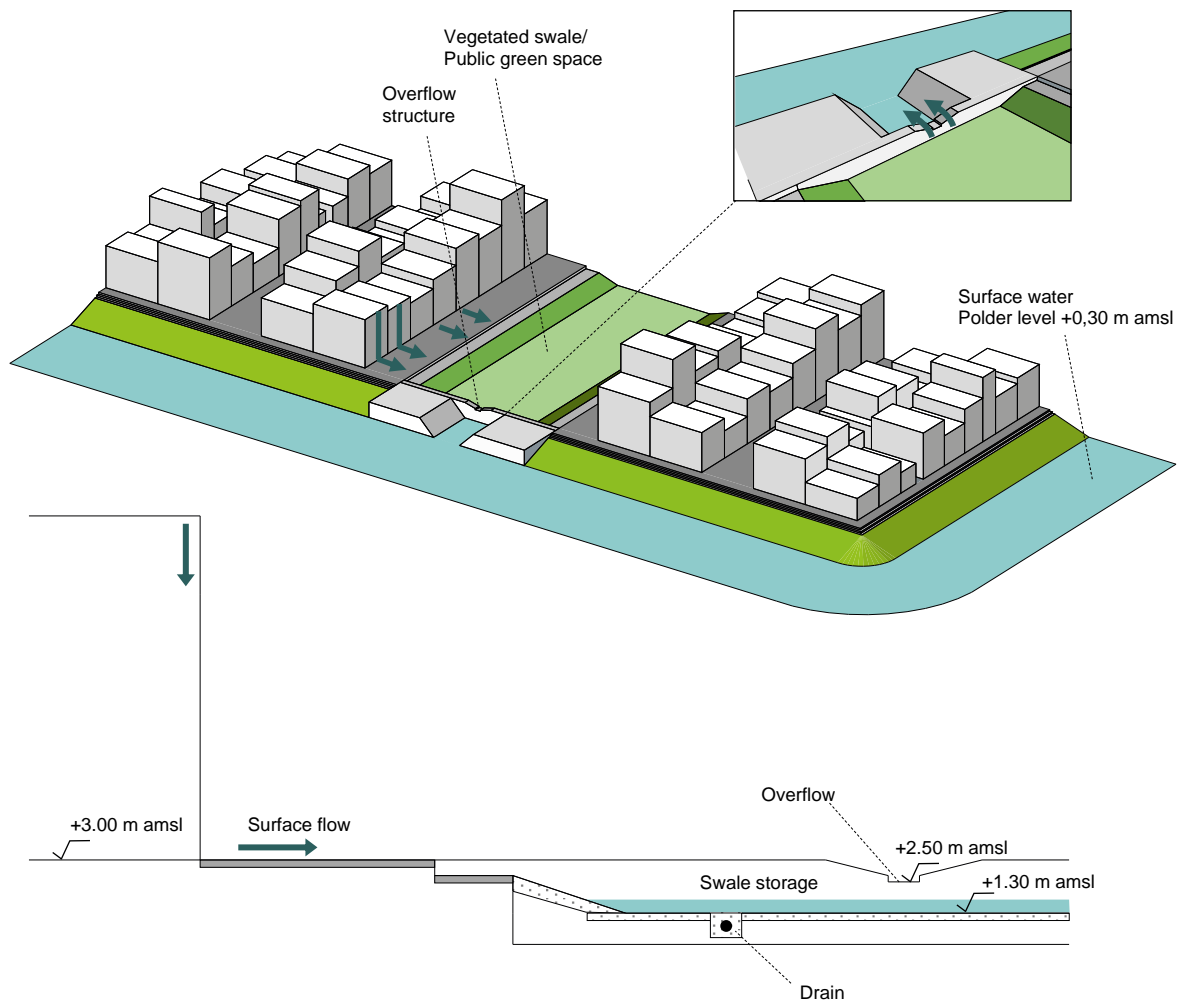 Vegetated swale/
Public green space
Overflow
structure
Surface water
Polder level +0,30 m amsl
Overflow
+3.00 m amsl
Surface flow
+2.50 m amsl
Swale storage
+1.30 m amsl
Drain